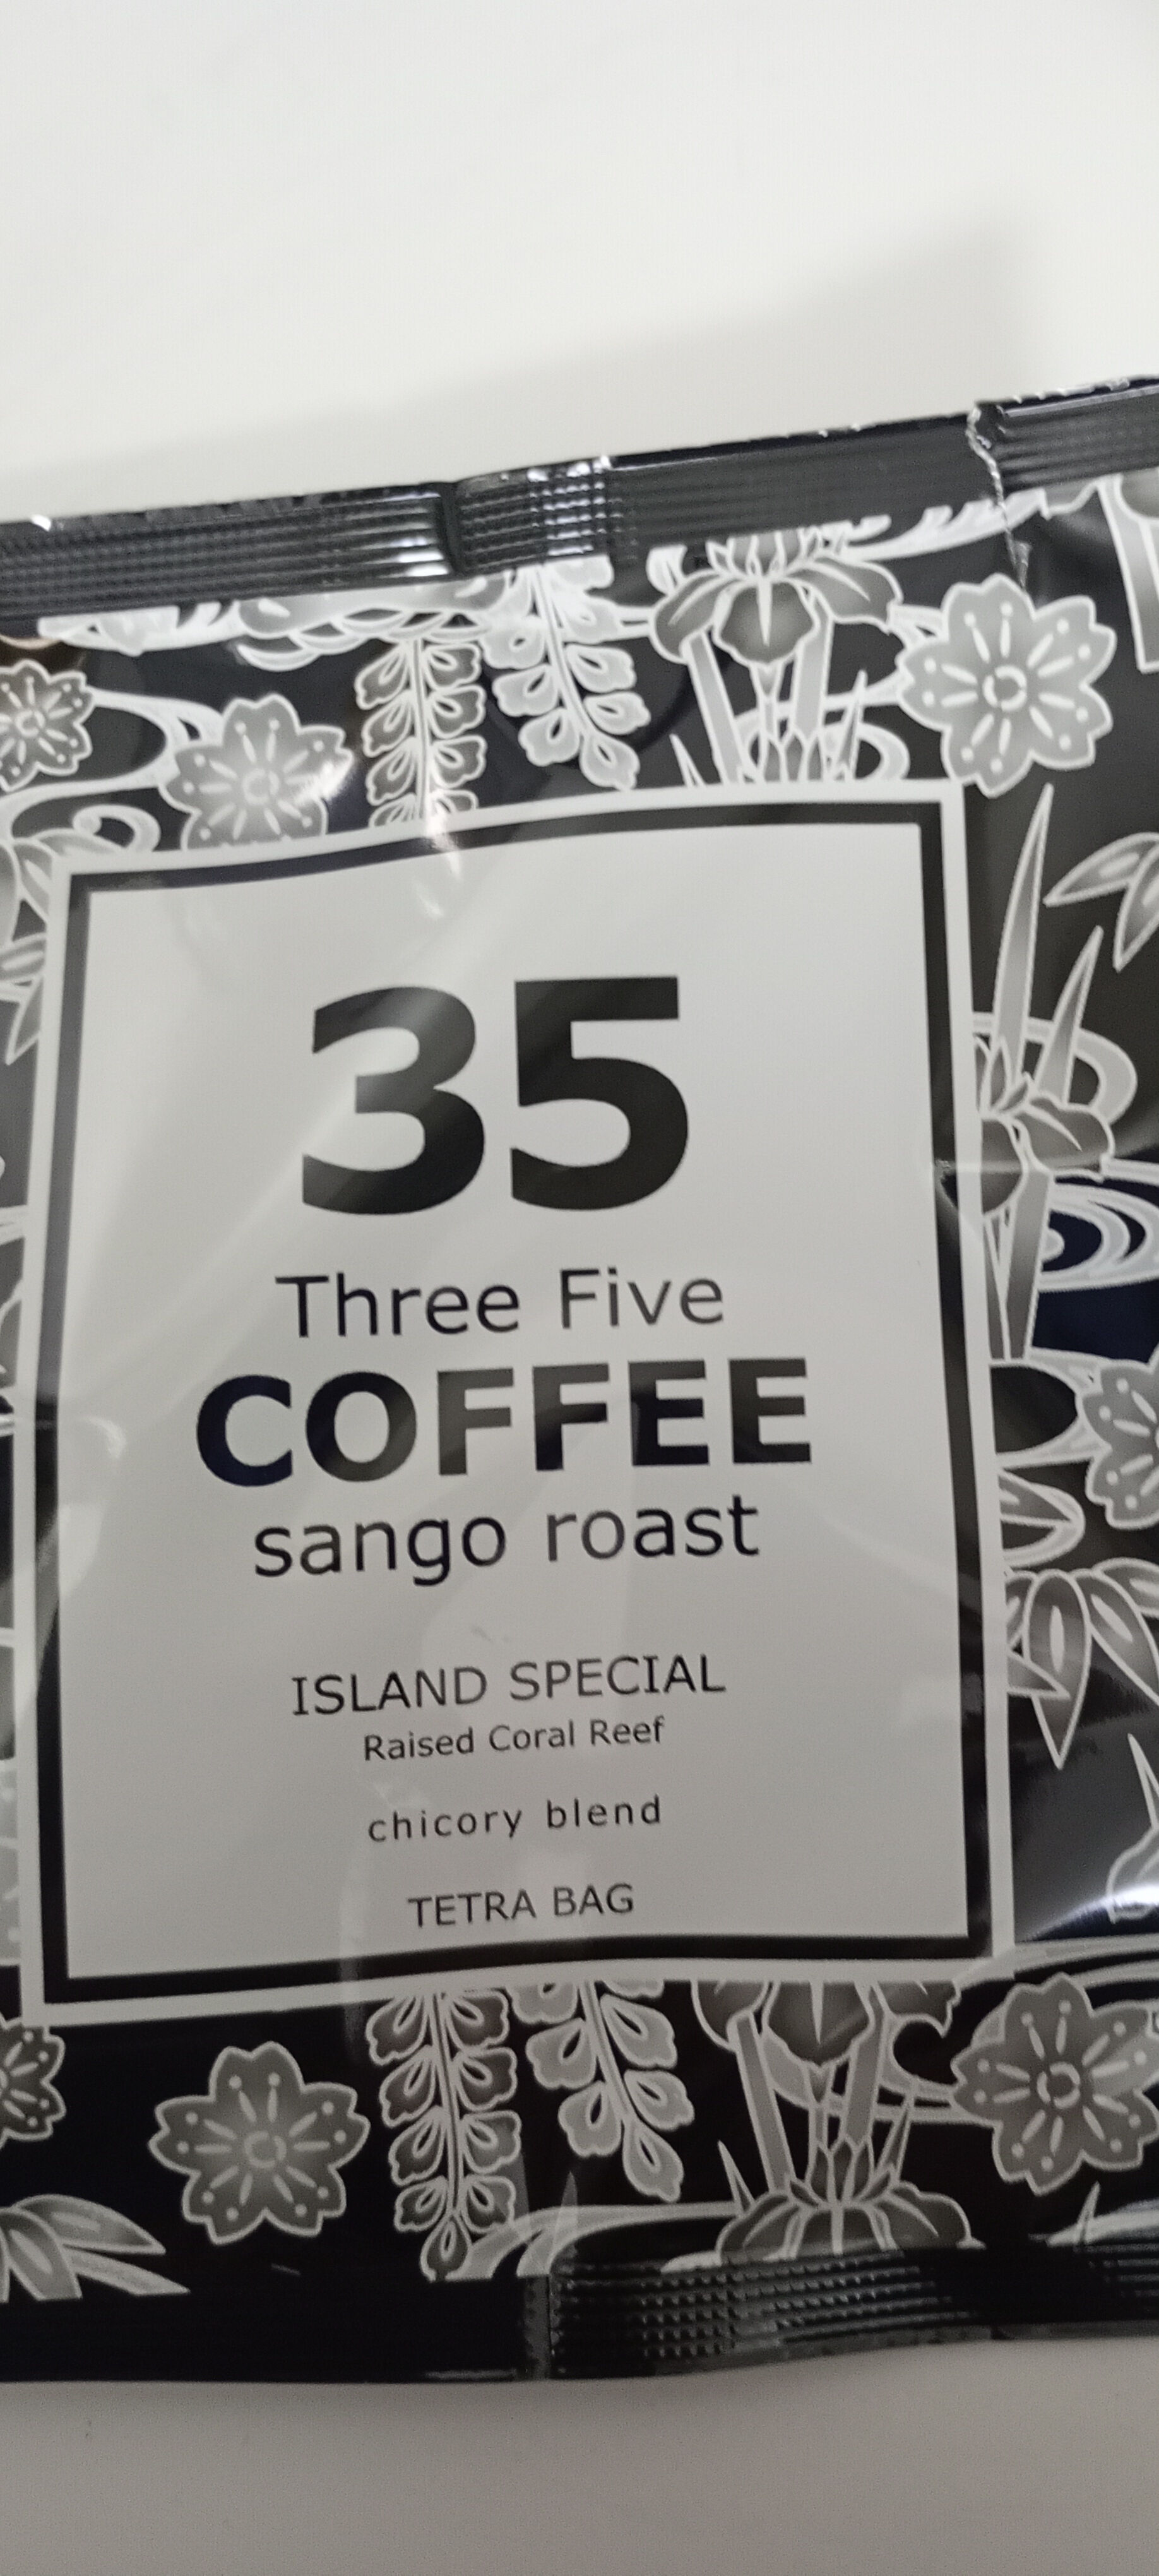 35
Three Five
COFFEE
sango roast
ISLAND SPECIAL
Raised Coral Reef
chicory blend
TETRA BAG